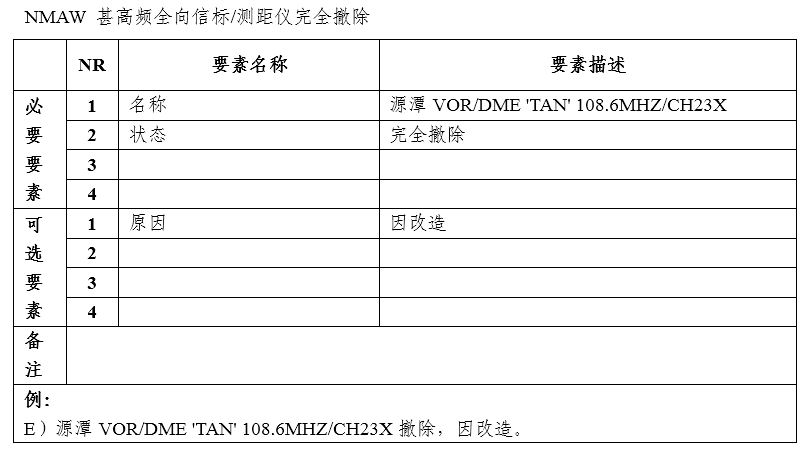 NMAW 甚高频全向信标/测距仪完全撤除
NR 要素名称 要素描述
必要要素
1 名称 源潭 VOR/DME 'TAN' 108.6MHZ/CH23X
2 状态 完全撤除
3
4
可选要素
1 原因 因改造
2
3
4
备注
例：
E）源潭 VOR/DME 'TAN' 108.6MHZ/CH23X 撤除，因改造。